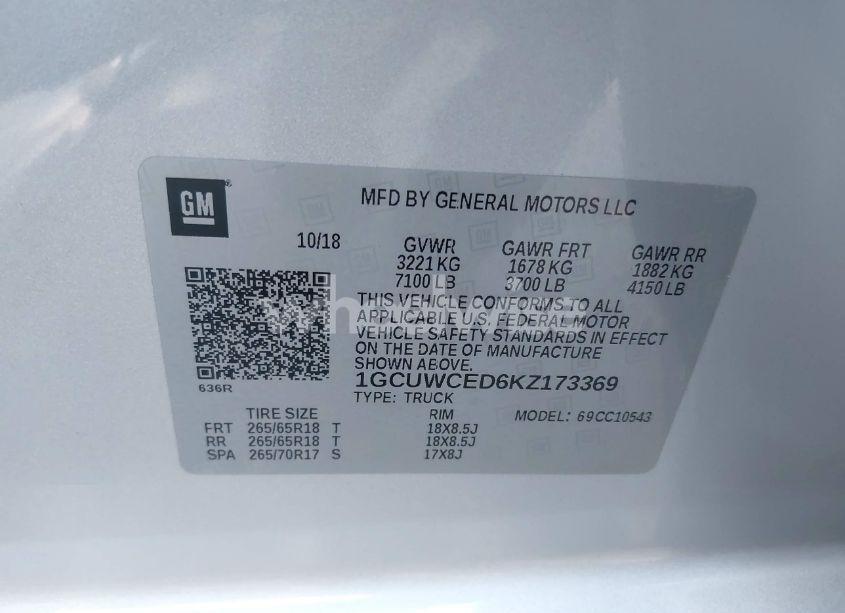 GM
MFD BY GENERAL MOTORS LLC
10/18 GVWR GAWR FRT GAWR RR
3221 KG 1678 KG 1882 KG
7100 LB 3700 LB 4150 LB
THIS VEHICLE CONFORMS TO ALL
APPLICABLE U.S. FEDERAL MOTOR
VEHICLE SAFETY STANDARDS IN EFFECT
ON THE DATE OF MANUFACTURE
SHOWN ABOVE.
636R 1GCUWCED6KZ173369
TYPE: TRUCK
TIRE SIZE RIM MODEL: 69CC10543
FRT 265/65R18 T 18X8.5J
RR 265/65R18 T 18X8.5J
SPA 265/70R17 S 17X8J